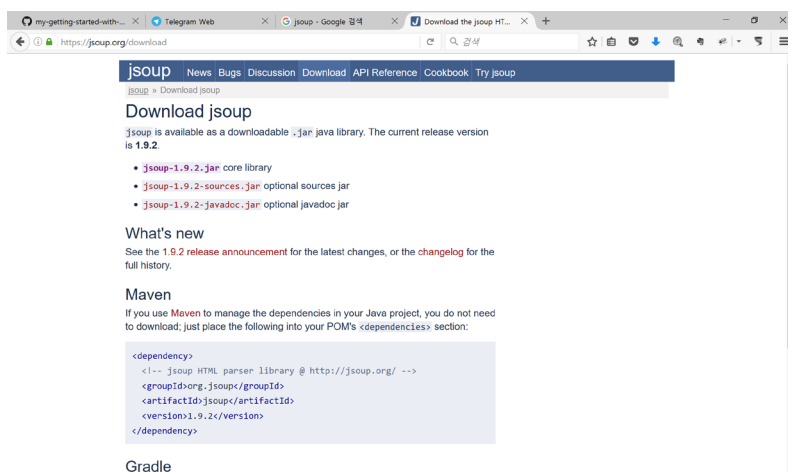 my-getting-started-with-...
Telegram Web
jsoup - Google 검색
Download the jsoup HT...
https://jsoup.org/download
검색
jsoup News Bugs Discussion Download API Reference Cookbook Try jsoup
jsoup » Download jsoup
Download jsoup
jsoup is available as a downloadable .jar java library. The current release version
is 1.9.2.
• jsoup-1.9.2.jar core library
• jsoup-1.9.2-sources.jar optional sources jar
• jsoup-1.9.2-javadoc.jar optional javadoc jar
What's new
See the 1.9.2 release announcement for the latest changes, or the changelog for the
full history.
Maven
If you use Maven to manage the dependencies in your Java project, you do not need
to download; just place the following into your POM's <dependencies> section:
<dependency>
<!-- jsoup HTML parser library @ http://jsoup.org/ -->
<groupId>org.jsoup</groupId>
<artifactId>jsoup</artifactId>
<version>1.9.2</version>
</dependency>
Gradle